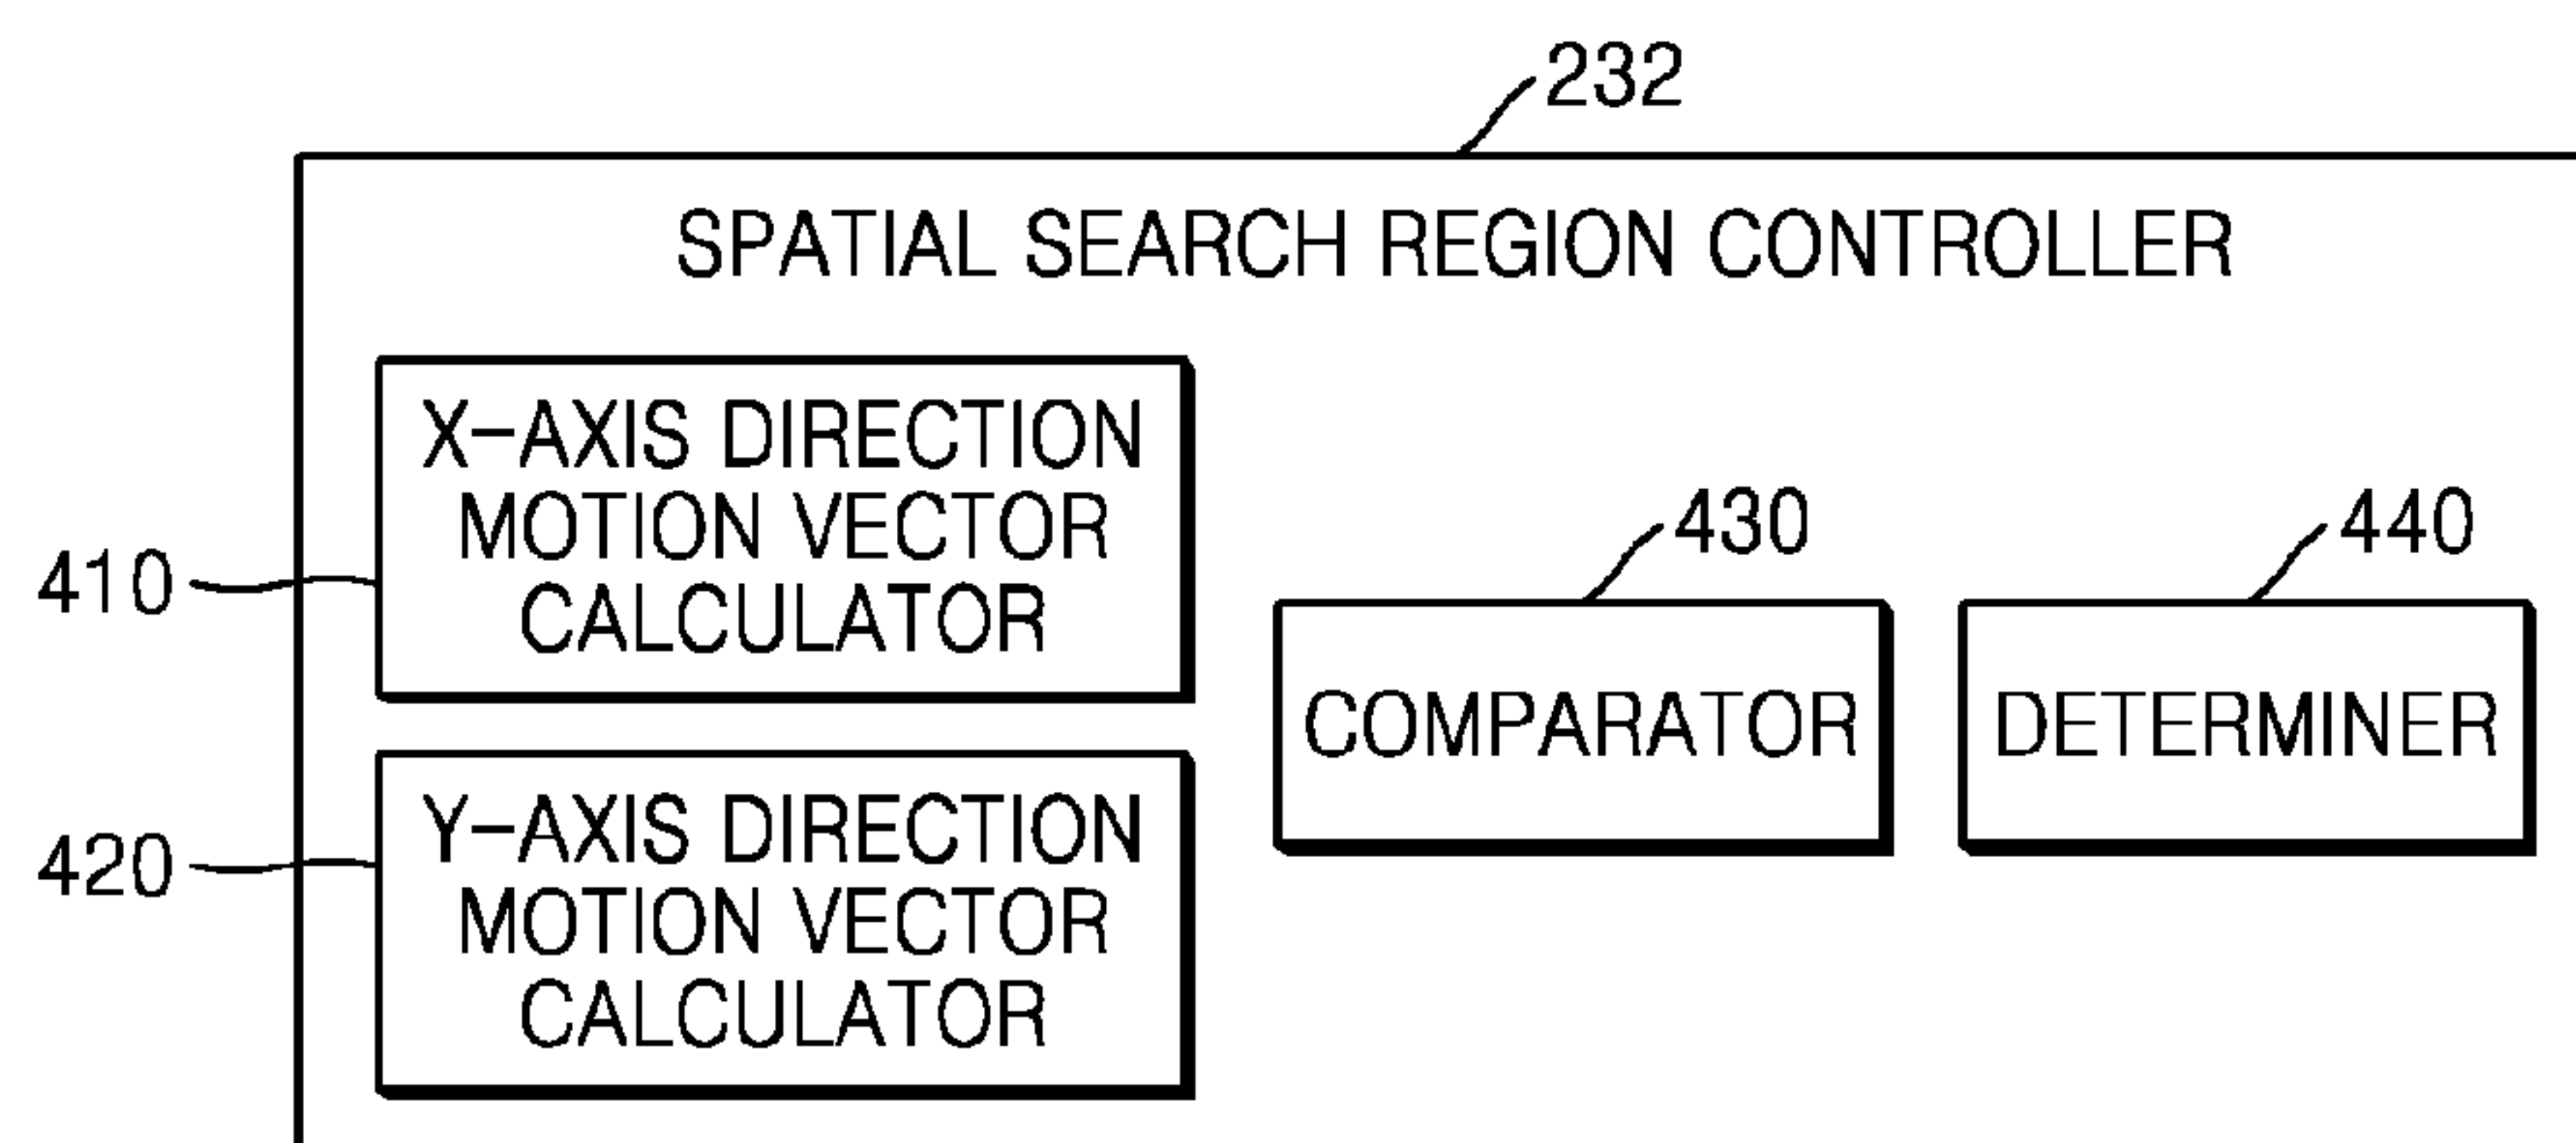 232
SPATIAL SEARCH REGION CONTROLLER
X-AXIS DIRECTION
MOTION VECTOR
CALCULATOR
410
430
440
COMPARATOR
DETERMINER
Y-AXIS DIRECTION
MOTION VECTOR
CALCULATOR
420